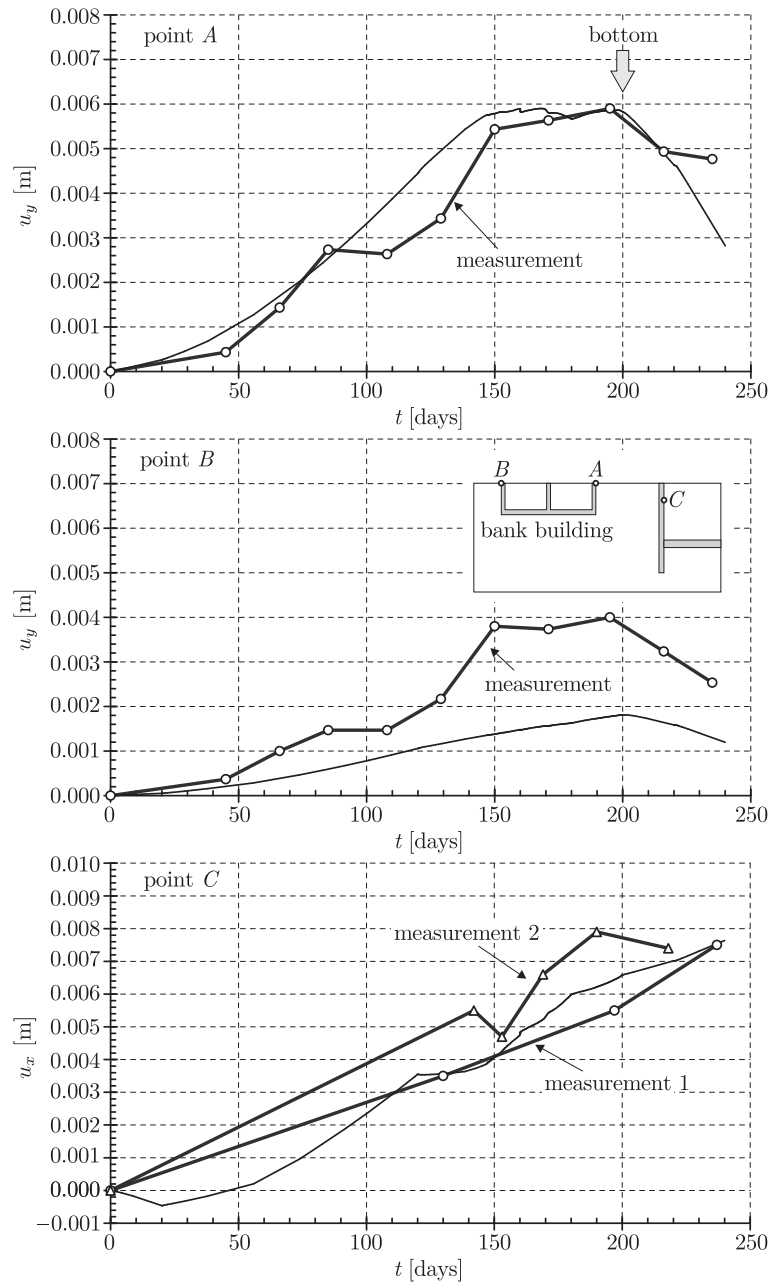 0.008
point A
bottom
0.007
0.006
0.005
0.004
0.003
measurement
0.002
0.001
0.000
u_y [m]
0 50 100 150 200 250
t [days]
0.008
point B
0.007
B A
C
0.006
bank building
0.005
0.004
0.003
measurement
0.002
0.001
0.000
u_y [m]
0 50 100 150 200 250
t [days]
0.010
point C
0.009
0.008
measurement 2
0.007
0.006
0.005
0.004
measurement 1
0.003
0.002
0.001
0.000
−0.001
u_x [m]
0 50 100 150 200 250
t [days]